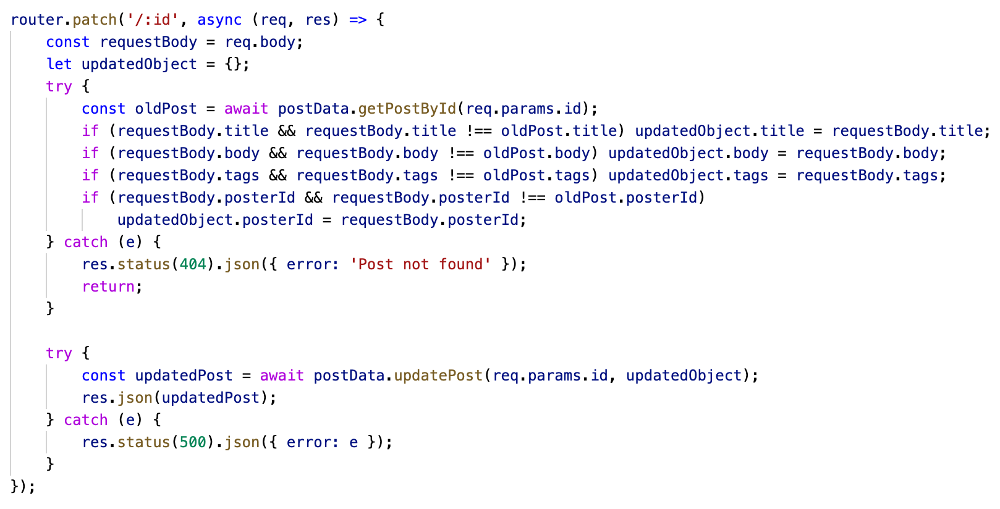 router.patch('/:id', async (req, res) => {
    const requestBody = req.body;
    let updatedObject = {};
    try {
        const oldPost = await postData.getPostById(req.params.id);
        if (requestBody.title && requestBody.title !== oldPost.title) updatedObject.title = requestBody.title;
        if (requestBody.body && requestBody.body !== oldPost.body) updatedObject.body = requestBody.body;
        if (requestBody.tags && requestBody.tags !== oldPost.tags) updatedObject.tags = requestBody.tags;
        if (requestBody.posterId && requestBody.posterId !== oldPost.posterId)
            updatedObject.posterId = requestBody.posterId;
    } catch (e) {
        res.status(404).json({ error: 'Post not found' });
        return;
    }

    try {
        const updatedPost = await postData.updatePost(req.params.id, updatedObject);
        res.json(updatedPost);
    } catch (e) {
        res.status(500).json({ error: e });
    }
});